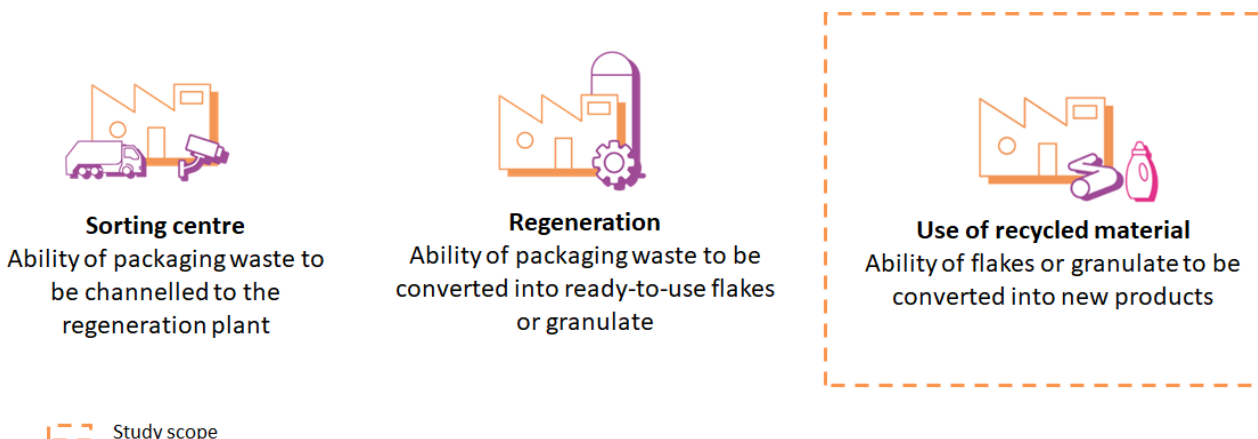 Sorting centre
Ability of packaging waste to
be channelled to the
regeneration plant
Regeneration
Ability of packaging waste to be
converted into ready-to-use flakes
or granulate
Use of recycled material
Ability of flakes or granulate to be
converted into new products
Study scope